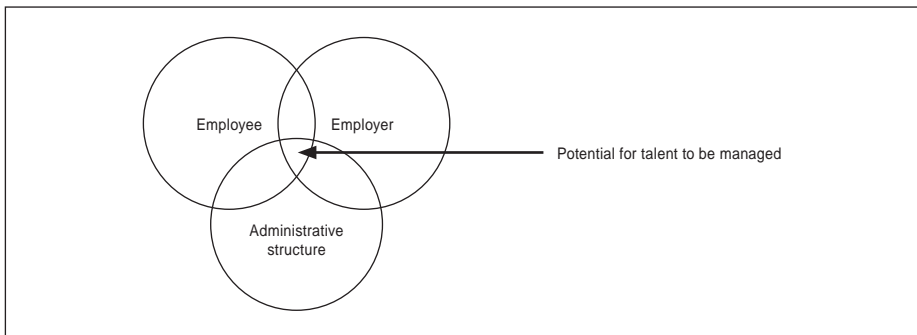 Employee
Employer
Potential for talent to be managed
Administrative
structure